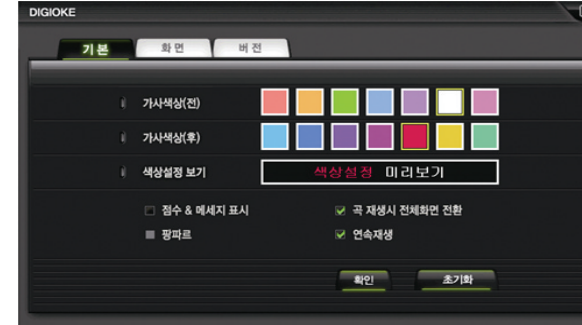 DIGIOKE
기본 화면 버전
가사색상(전)
가사색상(후)
색상설정 보기 색상설정 미리보기
점수 & 메세지 표시 곡 재생시 전체화면 전환
팡파르 연속재생
확인 초기화